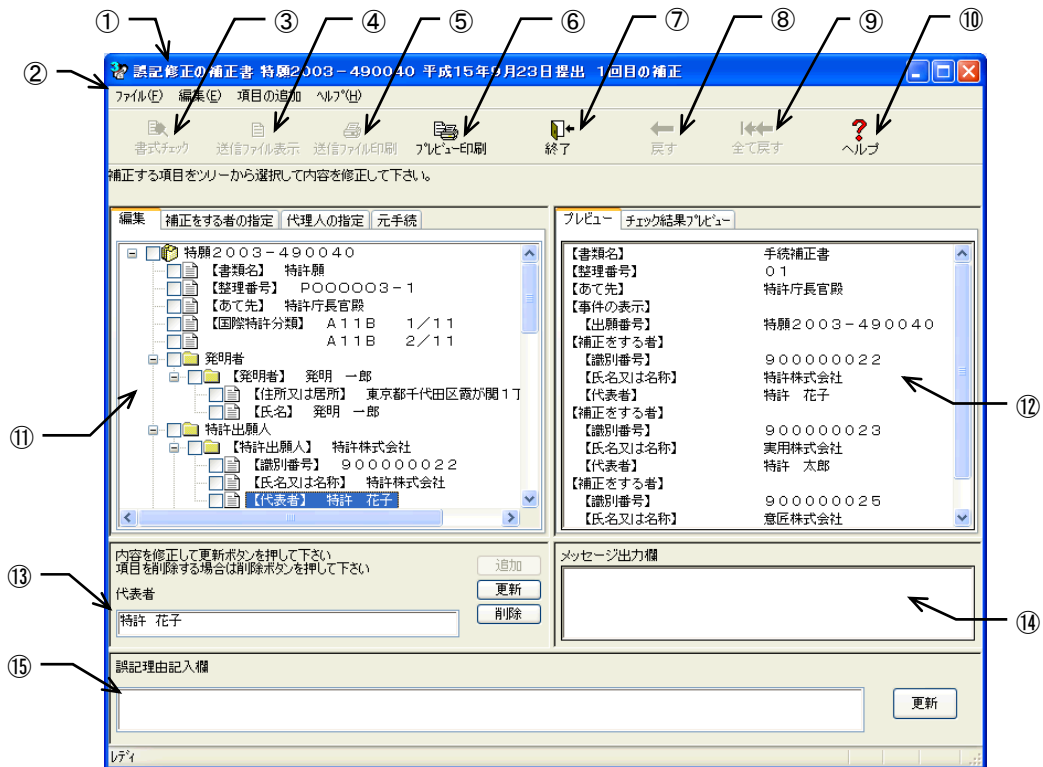 ① ③ ④ ⑤ ⑥ ⑦ ⑧ ⑨ ⑩
②
誤記修正の補正書 特願2003-490040 平成15年9月23日提出 1回目の補正
ファイル(F) 編集(E) 項目の追加 ヘルプ(H)
書式チェック 送信ファイル表示 送信ファイル印刷 プレビュー印刷 終了 戻す 全て戻す ヘルプ
補正する項目をツリーから選択して内容を修正して下さい。
編集 補正をする者の指定 代理人の指定 元手続
特願2003-490040
【書類名】 特許願
【整理番号】 P000003-1
【あて先】 特許庁長官殿
【国際特許分類】 A11B 1/11
A11B 2/11
発明者
【発明者】 発明 一郎
【住所又は居所】 東京都千代田区霞が関1丁
【氏名】 発明 一郎
特許出願人
【特許出願人】 特許株式会社
【識別番号】 900000022
【氏名又は名称】 特許株式会社
【代表者】 特許 花子
⑪
プレビュー チェック結果プレビュー
【書類名】 手続補正書
【整理番号】 01
【あて先】 特許庁長官殿
【事件の表示】
【出願番号】 特願2003-490040
【補正をする者】
【識別番号】 900000022
【氏名又は名称】 特許株式会社
【代表者】 特許 花子
【補正をする者】
【識別番号】 900000023
【氏名又は名称】 実用株式会社
【代表者】 特許 太郎
【補正をする者】
【識別番号】 900000025
【氏名又は名称】 意匠株式会社
⑫
内容を修正して更新ボタンを押して下さい
項目を削除する場合は削除ボタンを押して下さい
追加
更新
削除
代表者
特許 花子
⑬
メッセージ出力欄
⑭
⑮
誤記理由記入欄
更新
レディ